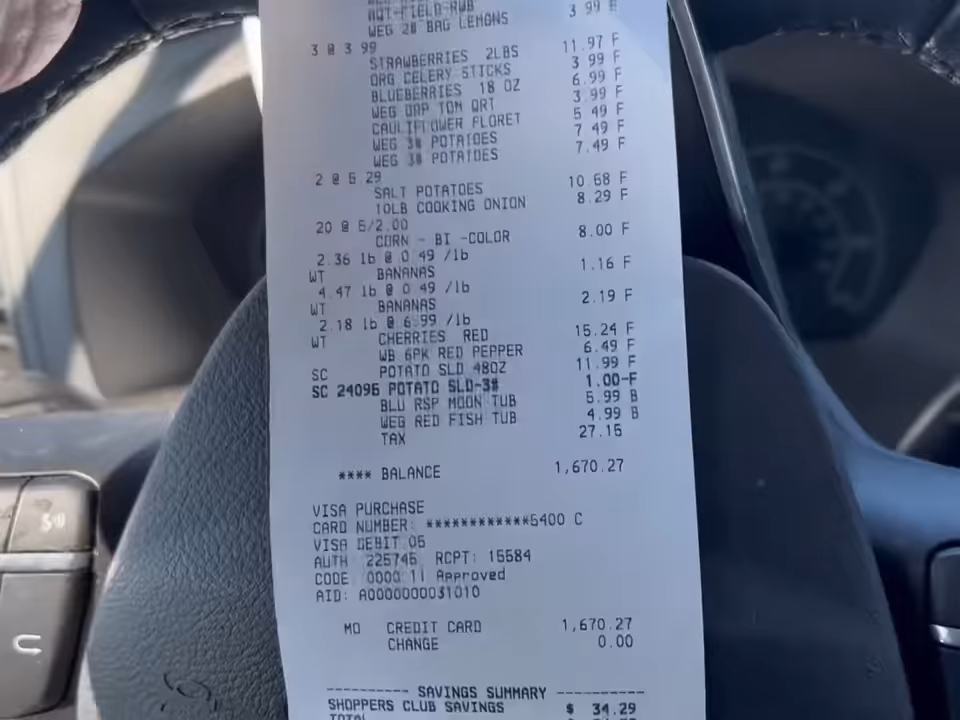 WEG 2# BAG LEMONS 3 99 F
3 @ 3 99
STRAWBERRIES 2LBS 11.97 F
ORG CELERY STICKS 3 99 F
BLUEBERRIES 18 OZ 6.99 F
WEG GRP TOM QRT 3.99 F
CAULIFLOWER FLORET 5 49 F
WEG 3# POTATOES 7 49 F
WEG 3# POTATOES 7.49 F
2 @ 5 29
SALT POTATOES 10.58 F
10LB COOKING ONION 8.29 F
20 @ 5/2.00
CORN - BI -COLOR 8.00 F
2.36 lb @ 0 49 /lb
WT BANANAS 1.16 F
4.47 lb @ 0 49 /lb
WT BANANAS 2.19 F
2.18 lb @ 6.99 /lb
WT CHERRIES RED 15.24 F
WB 6PK RED PEPPER 6.49 F
SC POTATO SLD 48OZ 11.99 F
SC 24095 POTATO SLD-3# 1.00-F
BLU RSP MOON TUB 5.99 B
WEG RED FISH TUB 4.99 B
TAX 27.15
**** BALANCE 1,670.27
VISA PURCHASE
CARD NUMBER: ************5400 C
VISA DEBIT 05
AUTH 225745 RCPT: 15584
CODE 0000 11 Approved
AID: A0000000031010
MO CREDIT CARD 1,670.27
CHANGE 0.00
---------- SAVINGS SUMMARY ----------
SHOPPERS CLUB SAVINGS $ 34.29
TOTAL